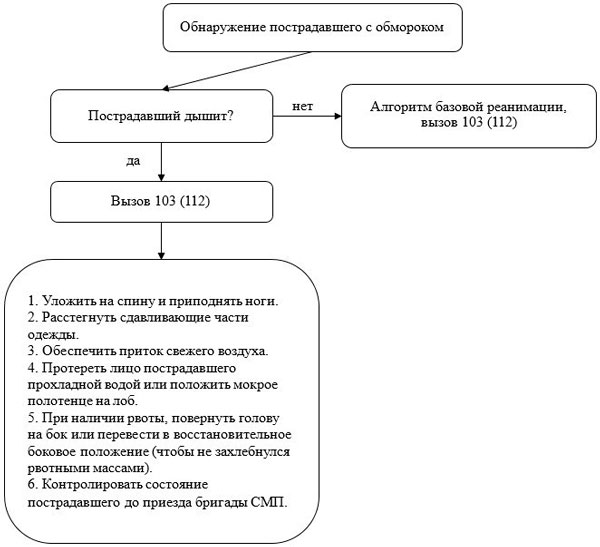 Обнаружение пострадавшего с обмороком
Пострадавший дышит?
нет
Алгоритм базовой реанимации,
вызов 103 (112)
да
Вызов 103 (112)
1. Уложить на спину и приподнять ноги.
2. Расстегнуть сдавливающие части
одежды.
3. Обеспечить приток свежего воздуха.
4. Протереть лицо пострадавшего
прохладной водой или положить мокрое
полотенце на лоб.
5. При наличии рвоты, повернуть голову
на бок или перевести в восстановительное
боковое положение (чтобы не захлебнулся
рвотными массами).
6. Контролировать состояние
пострадавшего до приезда бригады СМП.